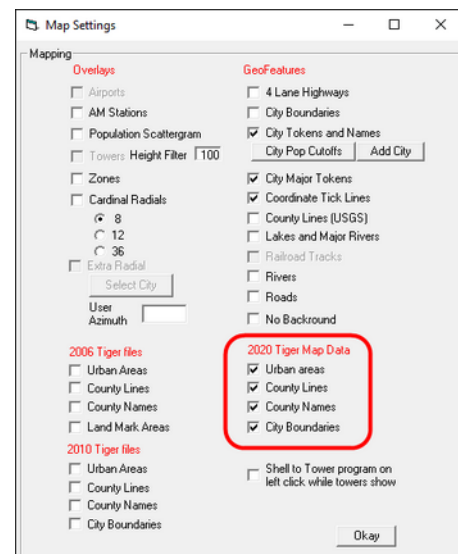 Map Settings
Mapping
Overlays
Airports
AM Stations
Population Scattergram
Towers Height Filter 100
Zones
Cardinal Radials
8
12
36
Extra Radial
Select City
User
Azimuth
GeoFeatures
4 Lane Highways
City Boundaries
City Tokens and Names
City Pop Cutoffs Add City
City Major Tokens
Coordinate Tick Lines
County Lines (USGS)
Lakes and Major Rivers
Railroad Tracks
Rivers
Roads
No Backround
2006 Tiger files
Urban Areas
County Lines
County Names
Land Mark Areas
2010 Tiger files
Urban Areas
County Lines
County Names
City Boundaries
2020 Tiger Map Data
Urban areas
County Lines
County Names
City Boundaries
Shell to Tower program on
left click while towers show
Okay